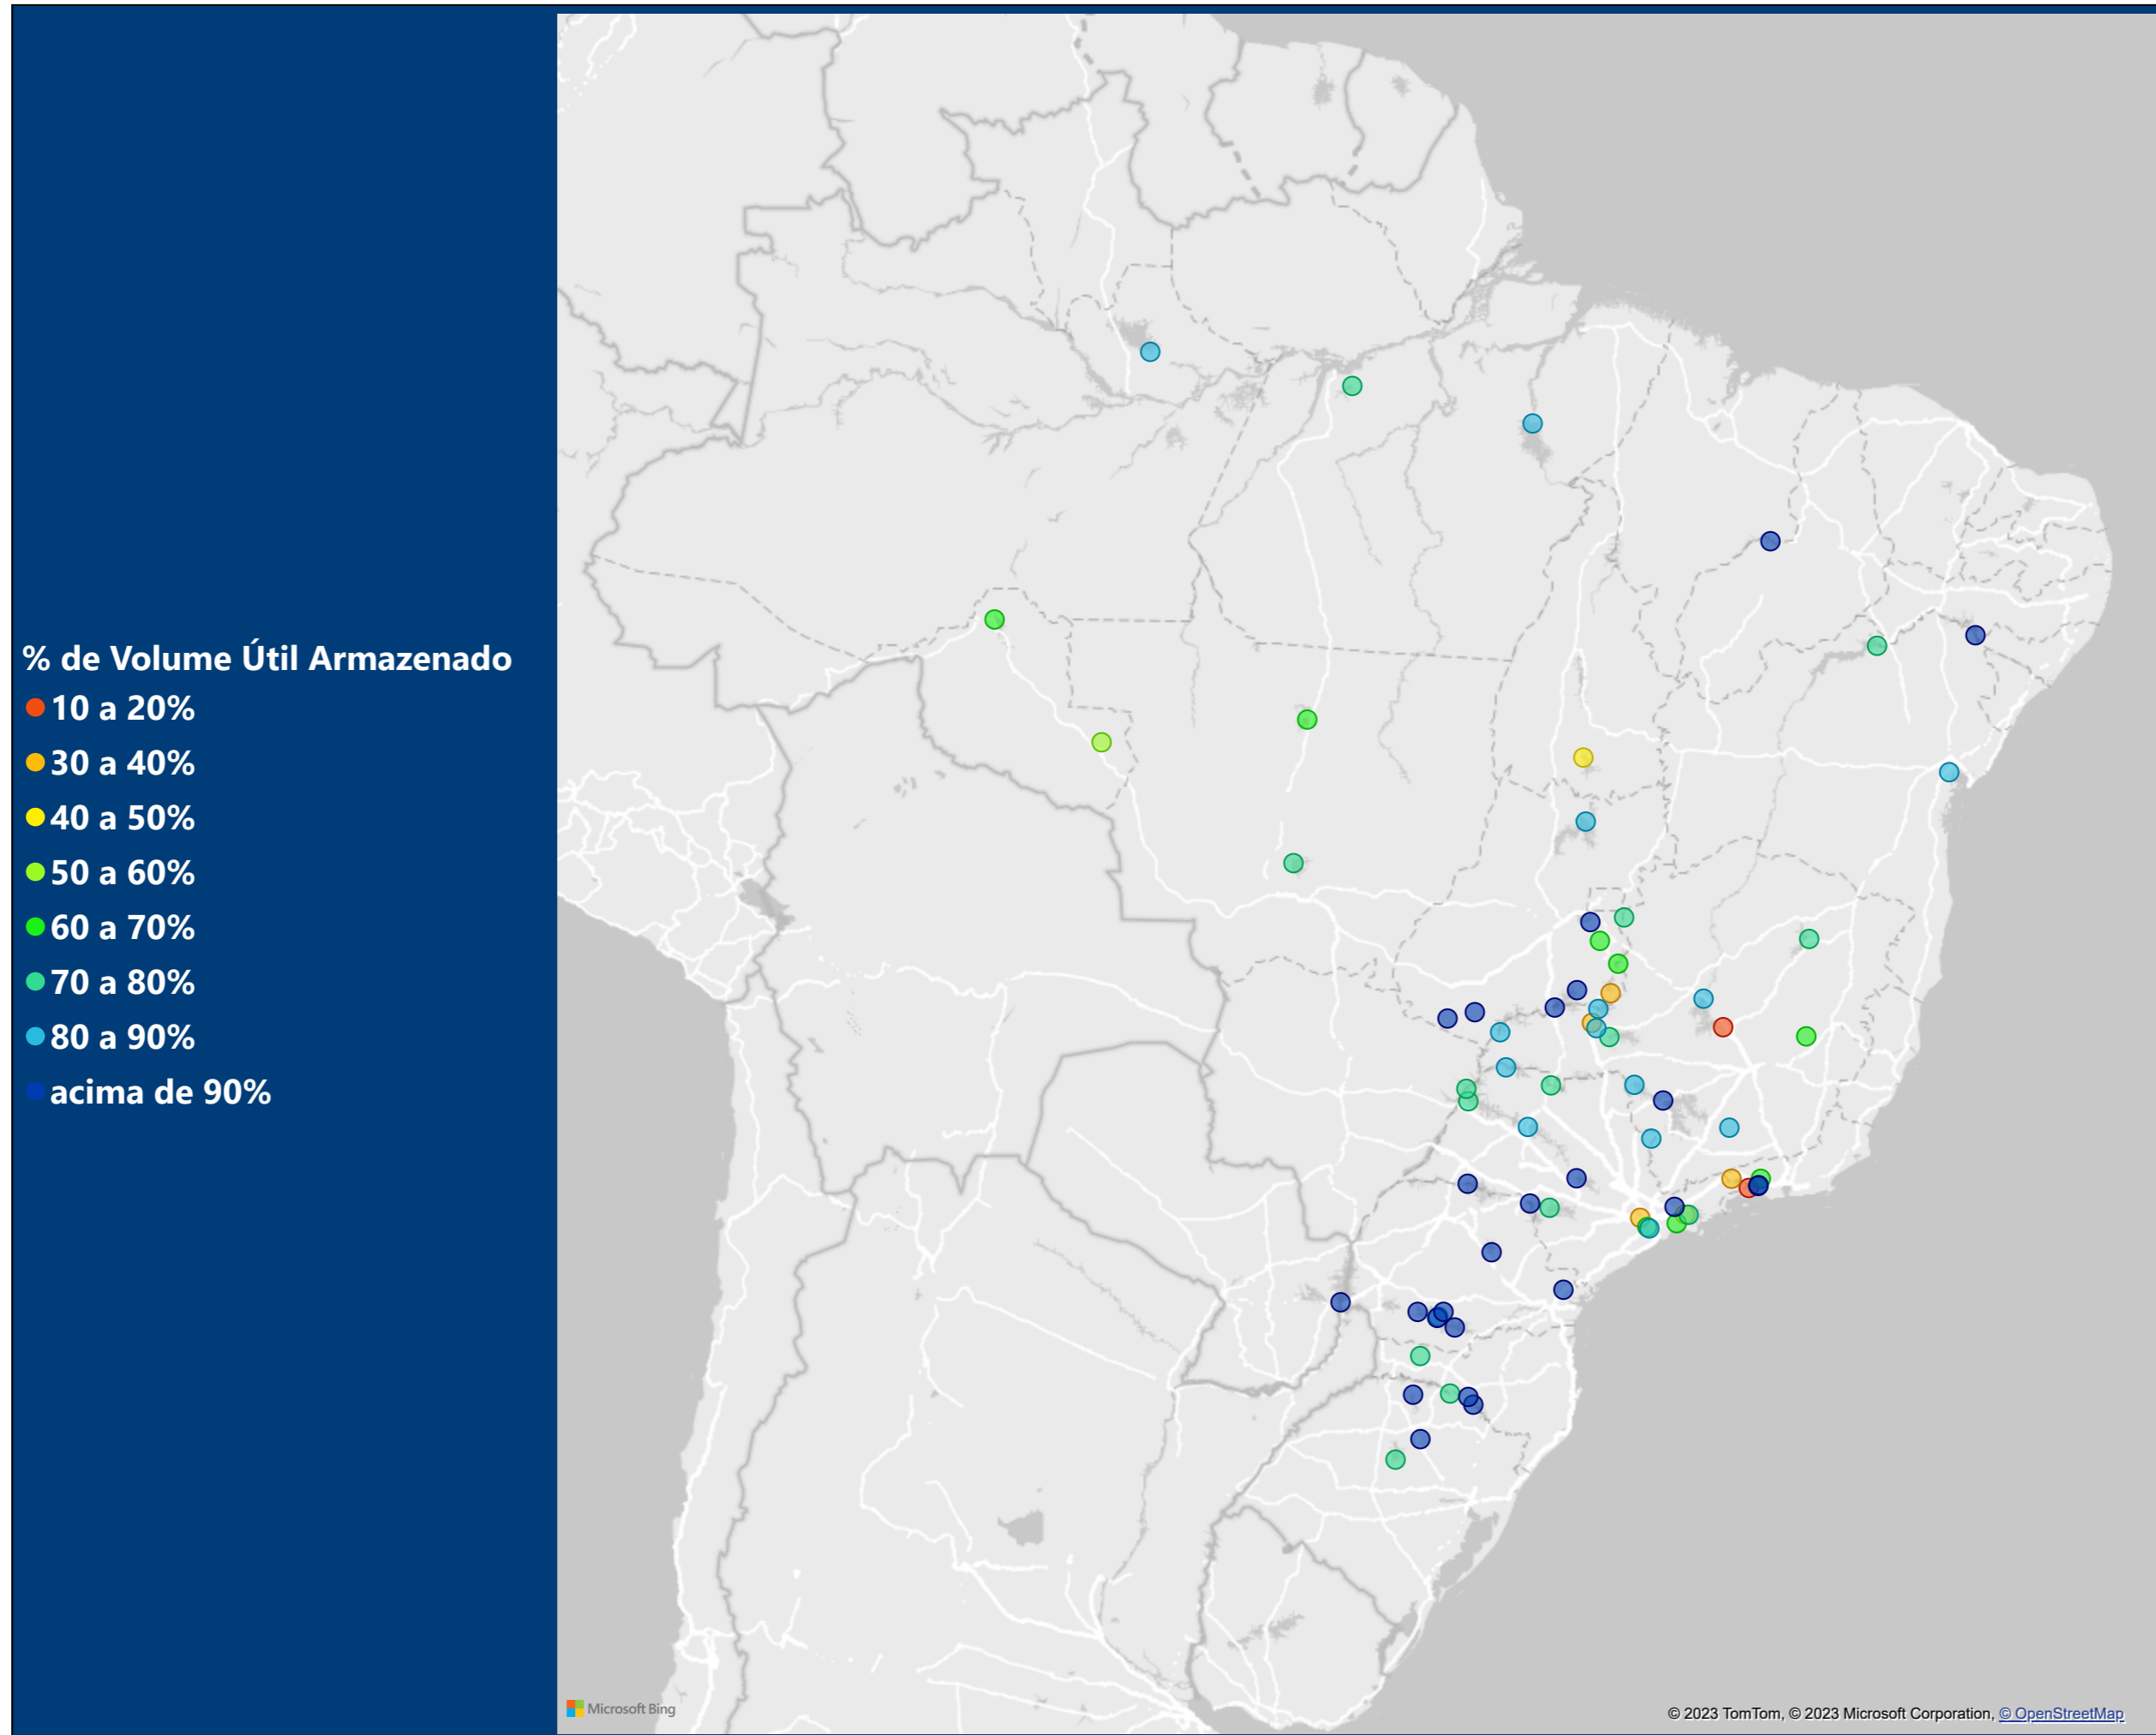 % de Volume Útil Armazenado
10 a 20%
30 a 40%
40 a 50%
50 a 60%
60 a 70%
70 a 80%
80 a 90%
acima de 90%
Microsoft Bing
© 2023 TomTom, © 2023 Microsoft Corporation, © OpenStreetMap